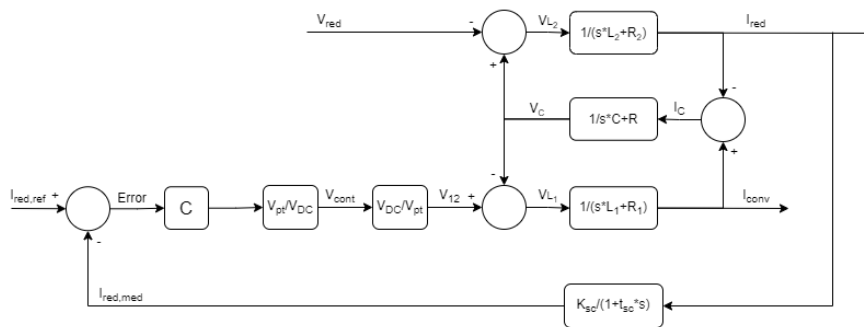 V_red
-
V_L2
1/(s*L_2+R_2)
I_red
+
-
V_C
1/s*C+R
I_C
+
I_red,ref +
Error
C
V_pt/V_DC
V_cont
V_DC/V_pt
V_12 +
-
V_L1
1/(s*L_1+R_1)
I_conv
-
I_red,med
K_sc/(1+t_sc*s)